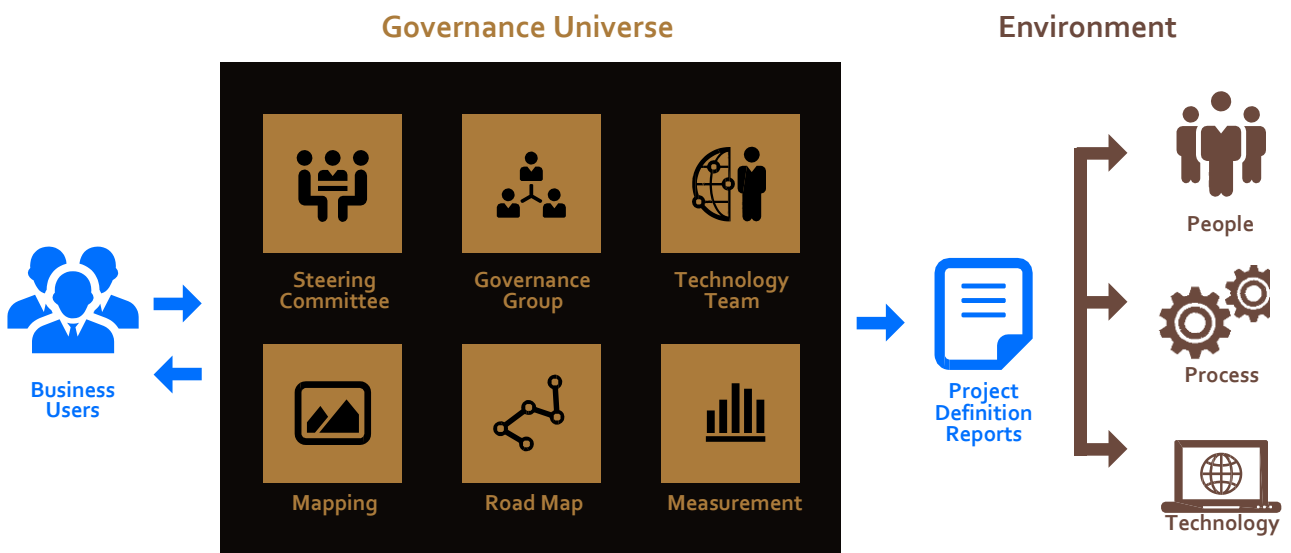 Governance Universe
Environment
Steering
Committee
Governance
Group
Technology
Team
People
Business
Users
Mapping
Road Map
Measurement
Project
Definition
Reports
Process
Technology